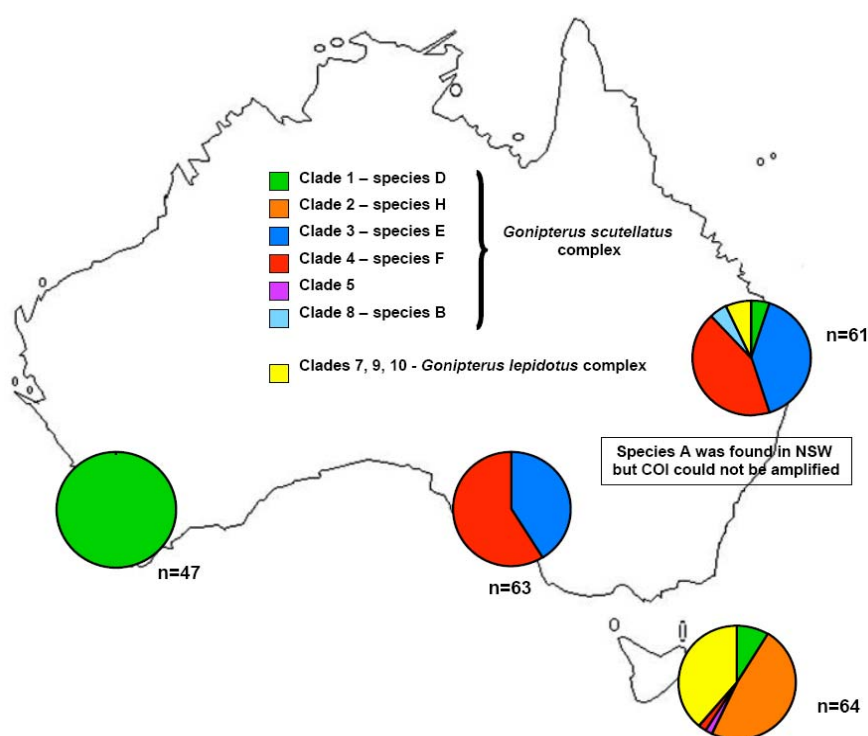 Clade 1 – species D
Clade 2 – species H
Clade 3 – species E
Clade 4 – species F
Clade 5
Clade 8 – species B
Gonipterus scutellatus
complex
Clades 7, 9, 10 - Gonipterus lepidotus complex
n=61
Species A was found in NSW
but COI could not be amplified
n=47
n=63
n=64